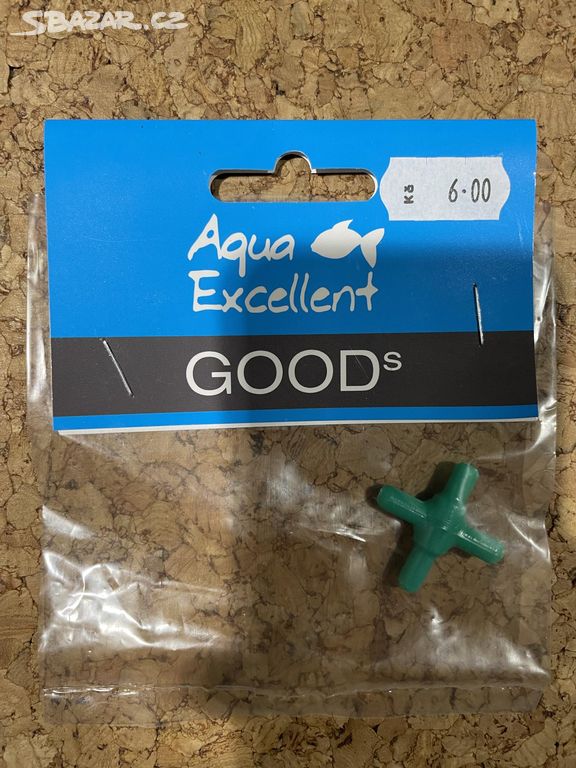 SBAZAR.CZ
Kč 6.00
Aqua
Excellent
GOODs